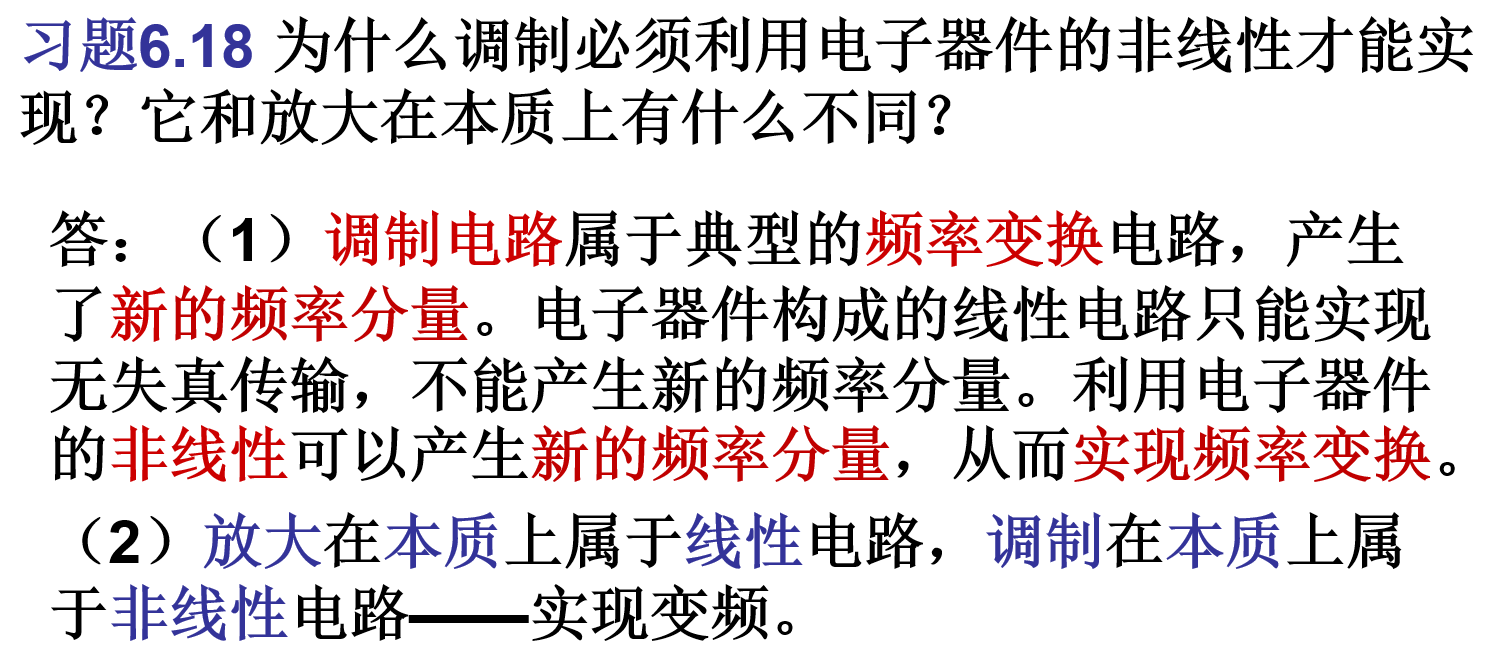 习题6.18 为什么调制必须利用电子器件的非线性才能实
现？它和放大在本质上有什么不同？
答：（1）调制电路属于典型的频率变换电路，产生
了新的频率分量。电子器件构成的线性电路只能实现
无失真传输，不能产生新的频率分量。利用电子器件
的非线性可以产生新的频率分量，从而实现频率变换。
（2）放大在本质上属于线性电路，调制在本质上属
于非线性电路——实现变频。